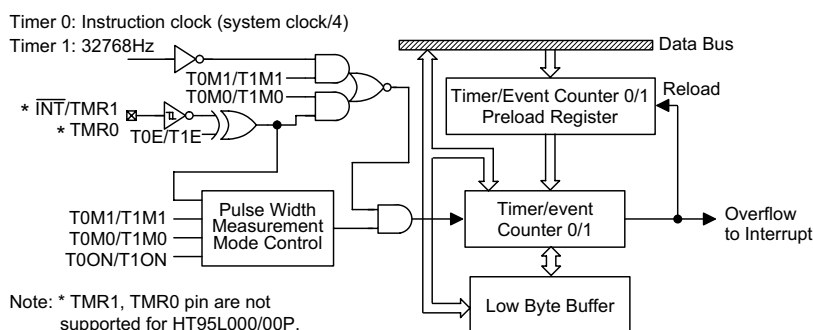 Timer 0: Instruction clock (system clock/4)
Timer 1: 32768Hz
Data Bus
T0M1/T1M1
T0M0/T1M0
* INT/TMR1
* TMR0
T0E/T1E
Timer/Event Counter 0/1
Preload Register
Reload
T0M1/T1M1
T0M0/T1M0
T0ON/T1ON
Pulse Width
Measurement
Mode Control
Timer/event
Counter 0/1
Overflow
to Interrupt
Low Byte Buffer
Note: * TMR1, TMR0 pin are not
supported for HT95L000/00P.